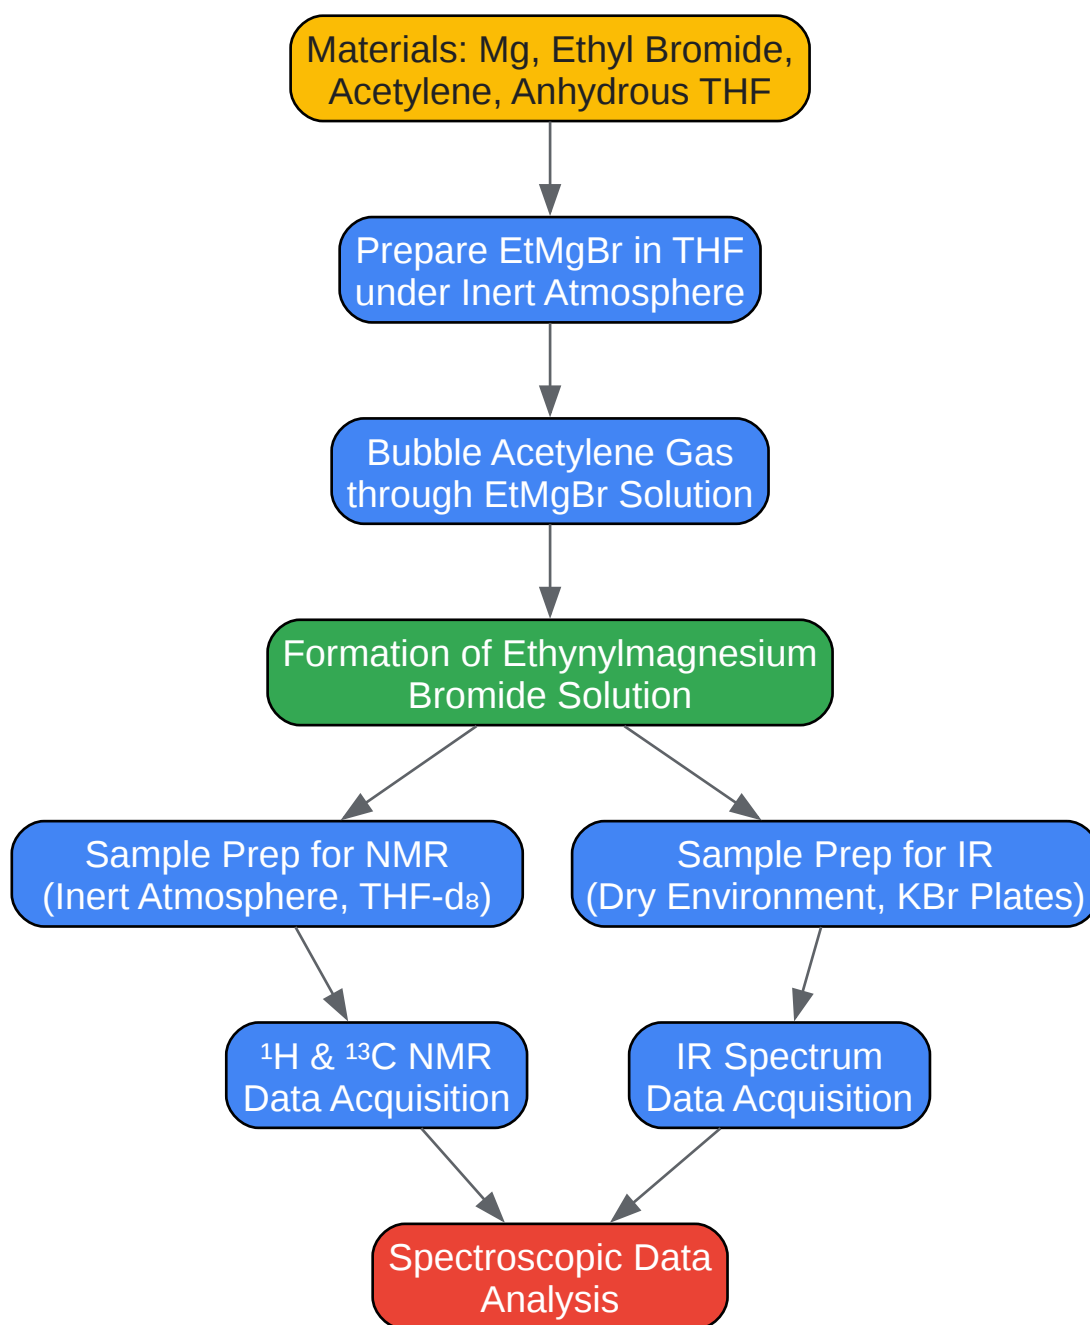 Materials: Mg, Ethyl Bromide,
Acetylene, Anhydrous THF
Prepare EtMgBr in THF
under Inert Atmosphere
Bubble Acetylene Gas
through EtMgBr Solution
Formation of Ethynylmagnesium
Bromide Solution
Sample Prep for NMR
(Inert Atmosphere, THF-d₈)
Sample Prep for IR
(Dry Environment, KBr Plates)
¹H & ¹³C NMR
Data Acquisition
IR Spectrum
Data Acquisition
Spectroscopic Data
Analysis